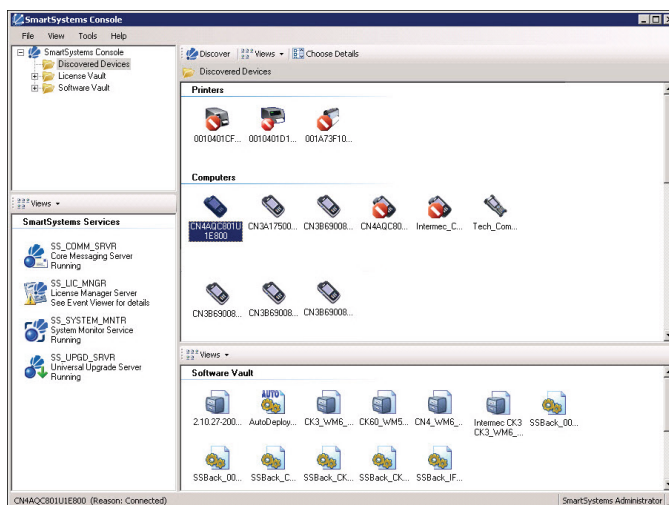 SmartSystems Console
File View Tools Help
SmartSystems Console
Discovered Devices
License Vault
Software Vault
Discover Views Choose Details
Discovered Devices
Printers
0010401CF... 0010401D1... 001A73F10...
Computers
CN4AQC801U
1E800
CN3A17500... CN3B69008... CN4AQC80... Intermec_C... Tech_Com...
CN3B69008... CN3B69008... CN3B69008...
Views
SmartSystems Services
SS_COMM_SRVR
Core Messaging Server
Running
SS_LIC_MNGR
License Manager Server
See Event Viewer for details
SS_SYSTEM_MNTR
System Monitor Service
Running
SS_UPGD_SRVR
Universal Upgrade Server
Running
Views
Software Vault
AUTO
2.10.27-200... AutoDeploy... CK3_WM6_... CK60_WM5... CN4_WM6_... Intermec CK3
CK3_WM6_...
SSBack_00...
SSBack_00... SSBack_C... SSBack_CK... SSBack_CK... SSBack_IF...
CN4AQC801U1E800 (Reason: Connected)
SmartSystems Administrator